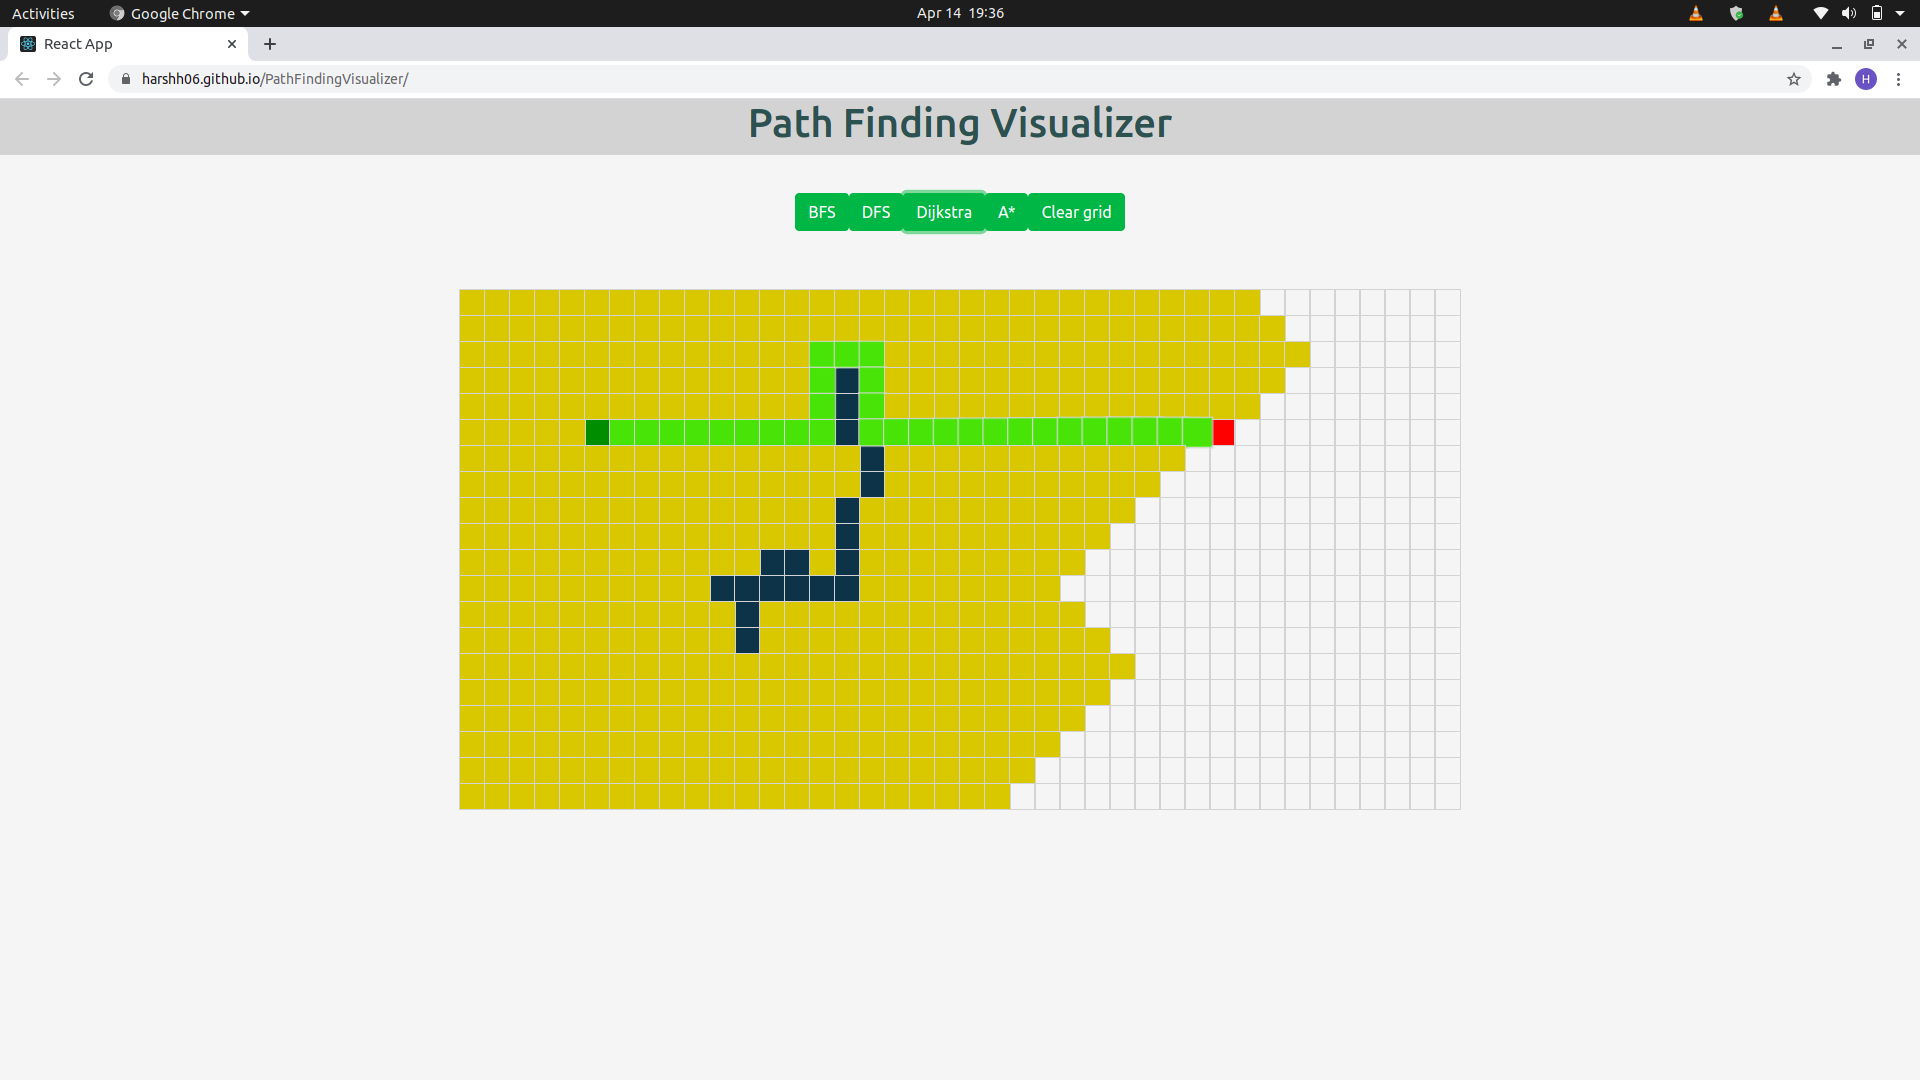 Activities Google Chrome Apr 14 19:36
React App
harshh06.github.io/PathFindingVisualizer/ H
Path Finding Visualizer
BFS DFS Dijkstra A* Clear grid